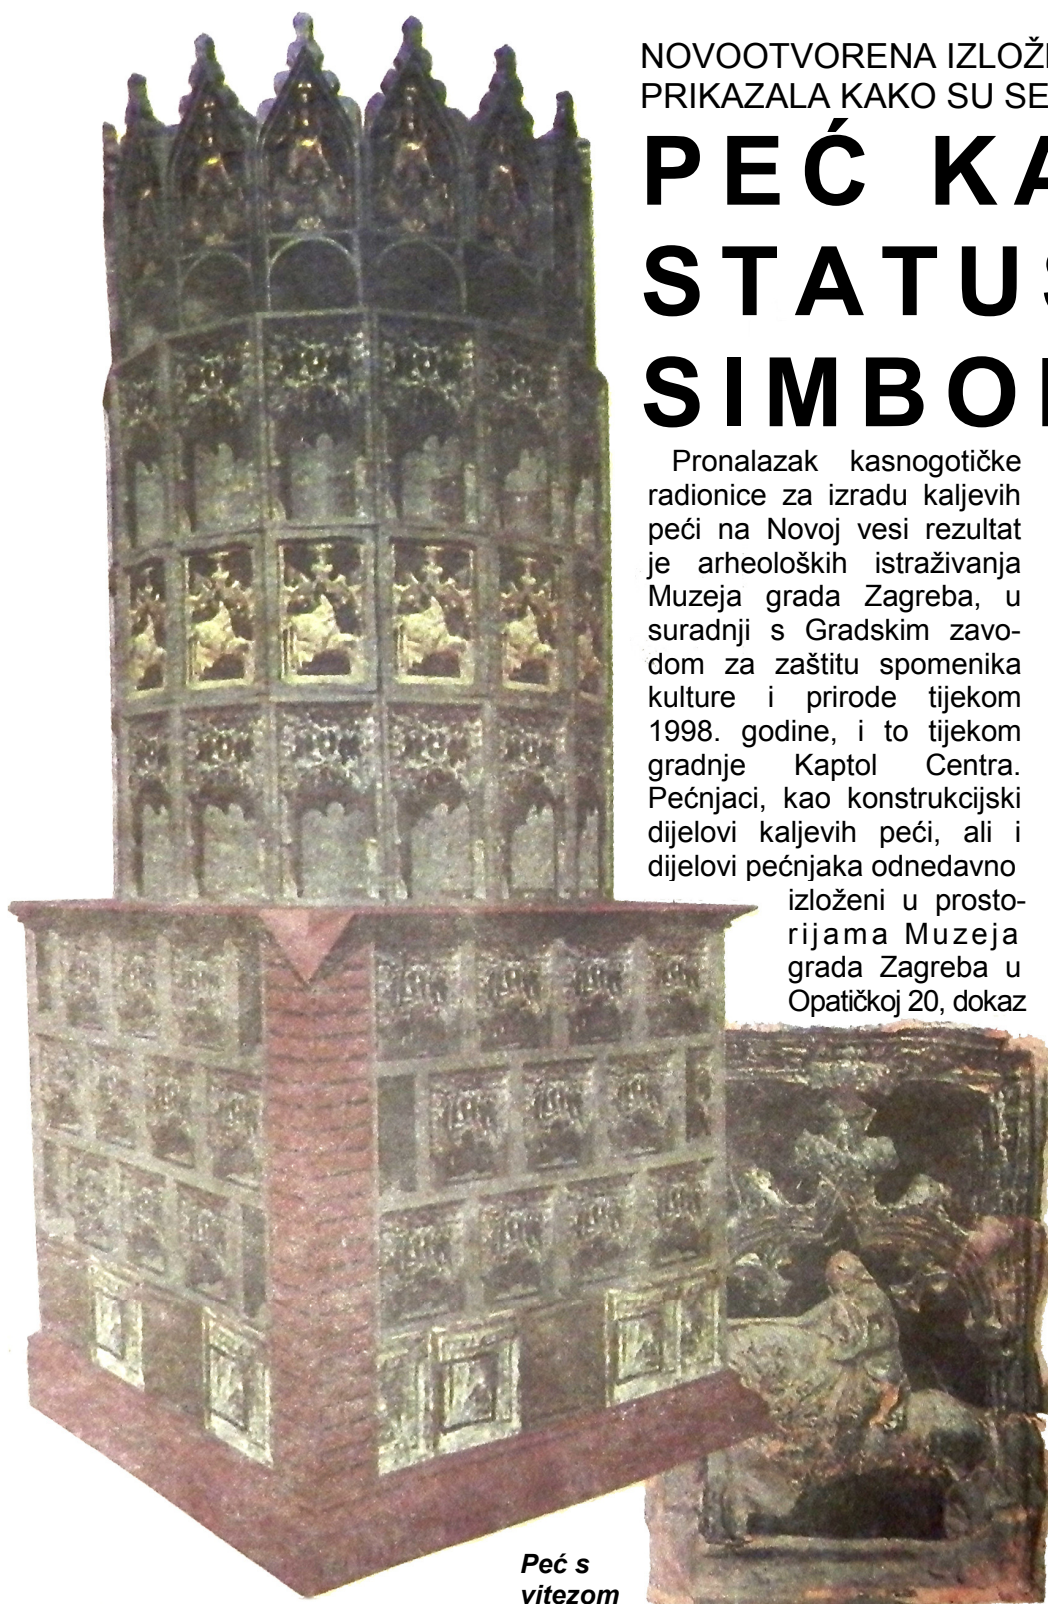 NOVOOTVORENA IZLOŽ
PRIKAZALA KAKO SU SE
PEĆ KA
STATUS
SIMBOL
Pronalazak kasnogotičke
radionice za izradu kaljevih
peći na Novoj vesi rezultat
je arheoloških istraživanja
Muzeja grada Zagreba, u
suradnji s Gradskim zavo-
dom za zaštitu spomenika
kulture i prirode tijekom
1998. godine, i to tijekom
gradnje Kaptol Centra.
Pećnjaci, kao konstrukcijski
dijelovi kaljevih peći, ali i
dijelovi pećnjaka odnedavno
izloženi u prosto-
rijama Muzeja
grada Zagreba u
Opatičkoj 20, dokaz
Peć s
vitezom